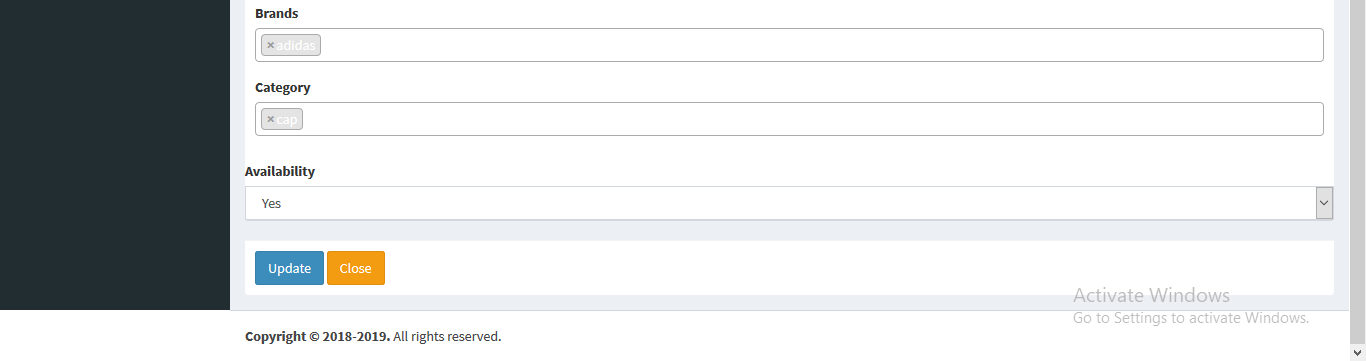 Brands
×adidas
Category
×cap
Availability
Yes
Update Close
Activate Windows
Go to Settings to activate Windows.
Copyright © 2018-2019. All rights reserved.